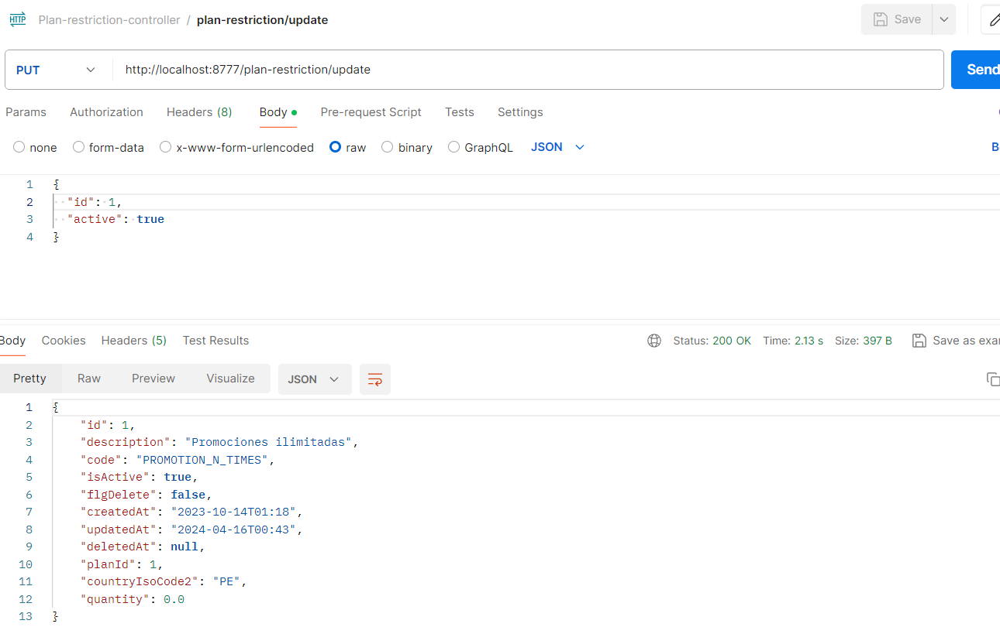 HTTP Plan-restriction-controller / plan-restriction/update Save
PUT http://localhost:8777/plan-restriction/update Send
Params Authorization Headers (8) Body Pre-request Script Tests Settings
none form-data x-www-form-urlencoded raw binary GraphQL JSON B
1 {
2 "id": 1,
3 "active": true
4 }
Body Cookies Headers (5) Test Results Status: 200 OK Time: 2.13 s Size: 397 B Save as exa
Pretty Raw Preview Visualize JSON
1 {
2 "id": 1,
3 "description": "Promociones ilimitadas",
4 "code": "PROMOTION_N_TIMES",
5 "isActive": true,
6 "flgDelete": false,
7 "createdAt": "2023-10-14T01:18",
8 "updatedAt": "2024-04-16T00:43",
9 "deletedAt": null,
10 "planId": 1,
11 "countryIsoCode2": "PE",
12 "quantity": 0.0
13 }